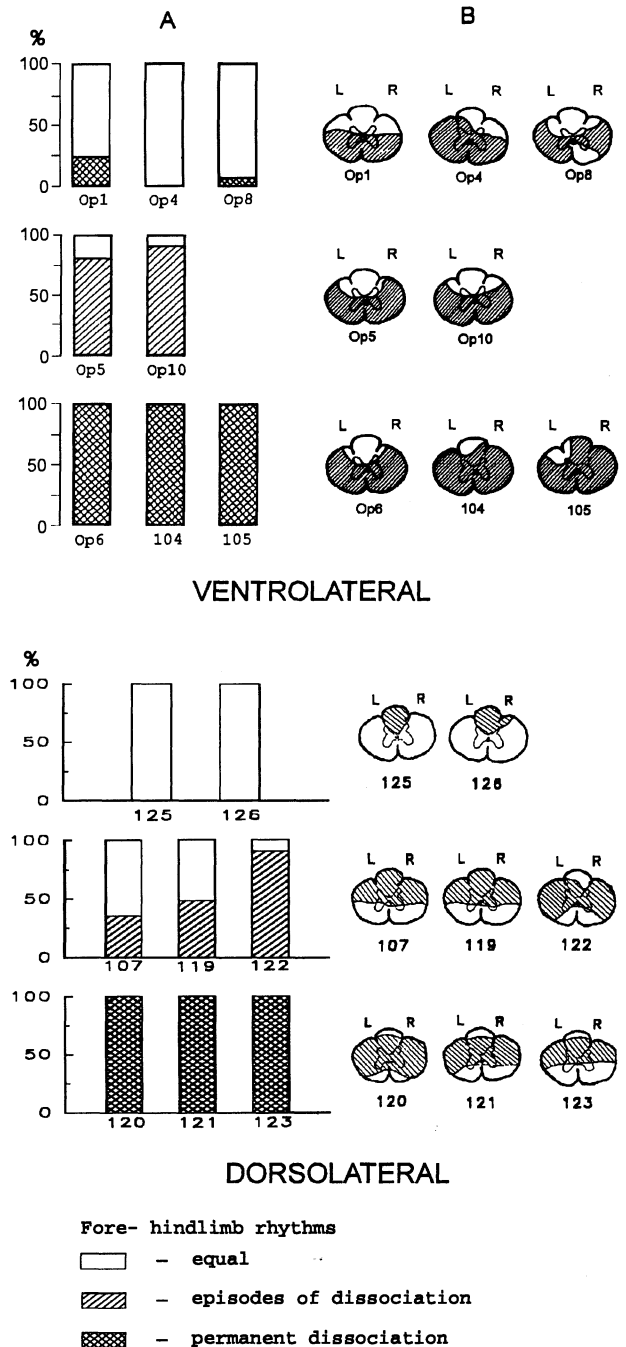 A B
%
100
50
0
Op1 Op4 Op8
L R L R L R
Op1 Op4 Op8
100
50
0
Op5 Op10
L R L R
Op5 Op10
100
50
0
Op6 104 105
L R L R L R
Op6 104 105
VENTROLATERAL
%
100
50
0
125 126
L R L R
125 126
100
50
0
107 119 122
L R L R L R
107 119 122
100
50
0
120 121 123
L R L R L R
120 121 123
DORSOLATERAL
Fore- hindlimb rhythms
– equal
– episodes of dissociation
– permanent dissociation